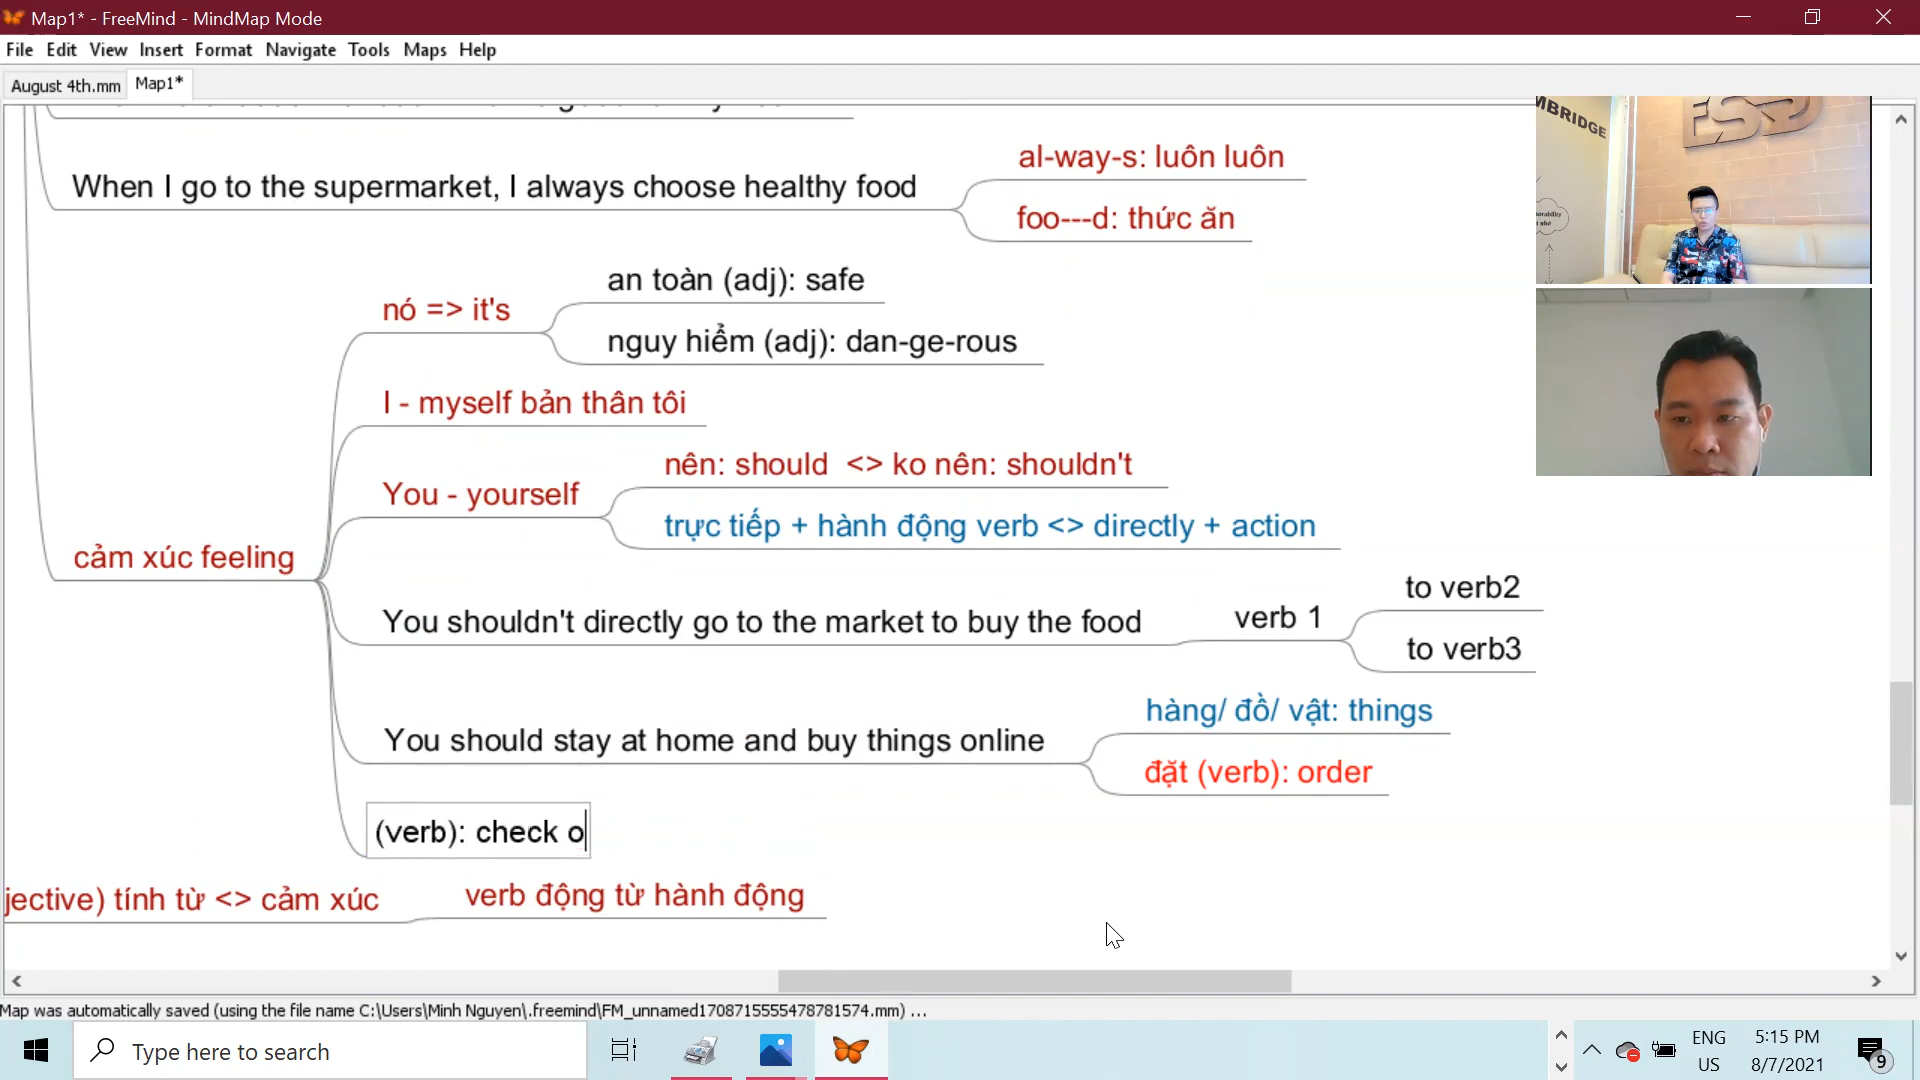 Map1* - FreeMind - MindMap Mode
File Edit View Insert Format Navigate Tools Maps Help
August 4th.mm
Map1*
When I go to the supermarket, I always choose healthy food
al-way-s: luôn luôn
foo---d: thức ăn
cảm xúc feeling
nó => it's
an toàn (adj): safe
nguy hiểm (adj): dan-ge-rous
I - myself bản thân tôi
You - yourself
nên: should <> ko nên: shouldn't
trực tiếp + hành động verb <> directly + action
You shouldn't directly go to the market to buy the food
verb 1
to verb2
to verb3
You should stay at home and buy things online
hàng/ đồ/ vật: things
đặt (verb): order
(verb): check o
jective) tính từ <> cảm xúc
verb động từ hành động
MBRIDGE
ESD
Map was automatically saved (using the file name C:\Users\Minh Nguyen\.freemind\FM_unnamed1708715555478781574.mm) ...
Type here to search
ENG
US
5:15 PM
8/7/2021
9